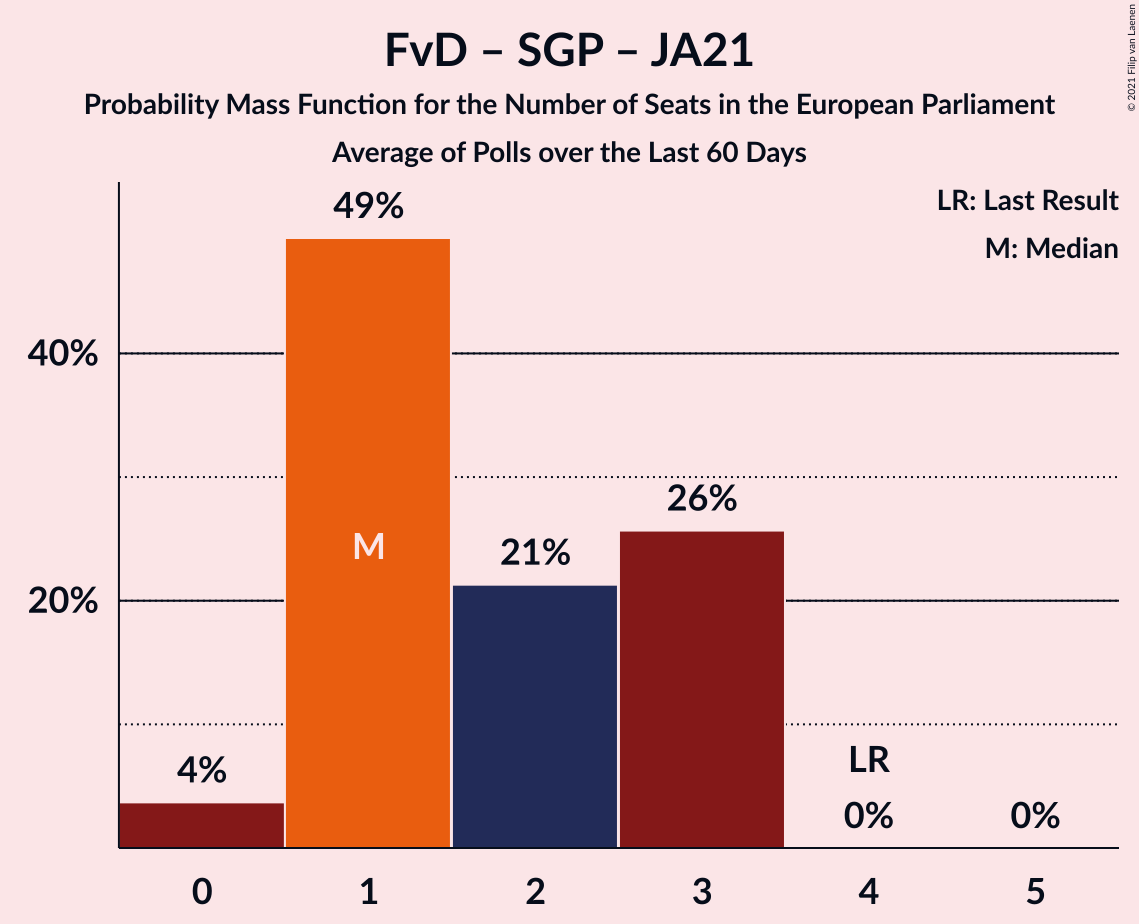 FvD – SGP – JA21
Probability Mass Function for the Number of Seats in the European Parliament
Average of Polls over the Last 60 Days
© 2021 Filip van Laenen
LR: Last Result
M: Median
49%
40%
26%
M
21%
20%
4%
LR
0%
0%
0 1 2 3 4 5